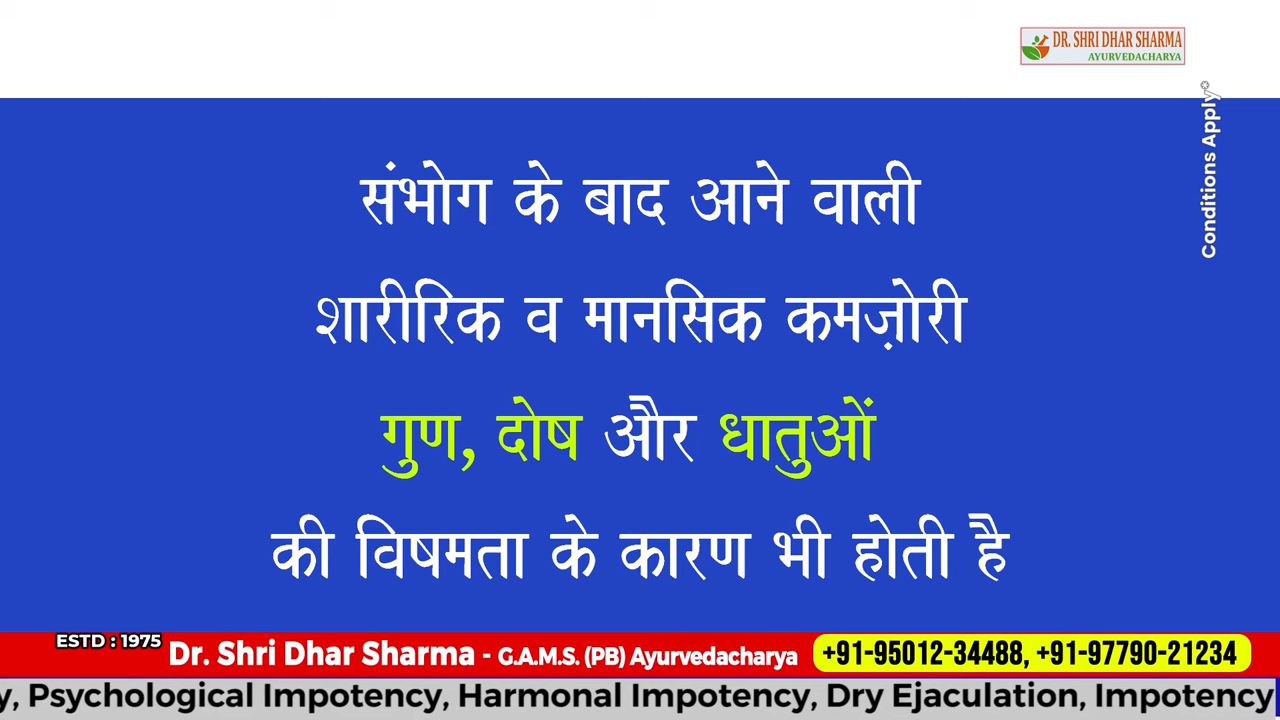 DR. SHRI DHAR SHARMA
AYURVEDACHARYA
Conditions Apply
संभोग के बाद आने वाली
शारीरिक व मानसिक कमज़ोरी
गुण, दोष और धातुओं
की विषमता के कारण भी होती है
ESTD : 1975
Dr. Shri Dhar Sharma - G.A.M.S. (PB) Ayurvedacharya
+91-95012-34488, +91-97790-21234
y, Psychological Impotency, Harmonal Impotency, Dry Ejaculation, Impotency